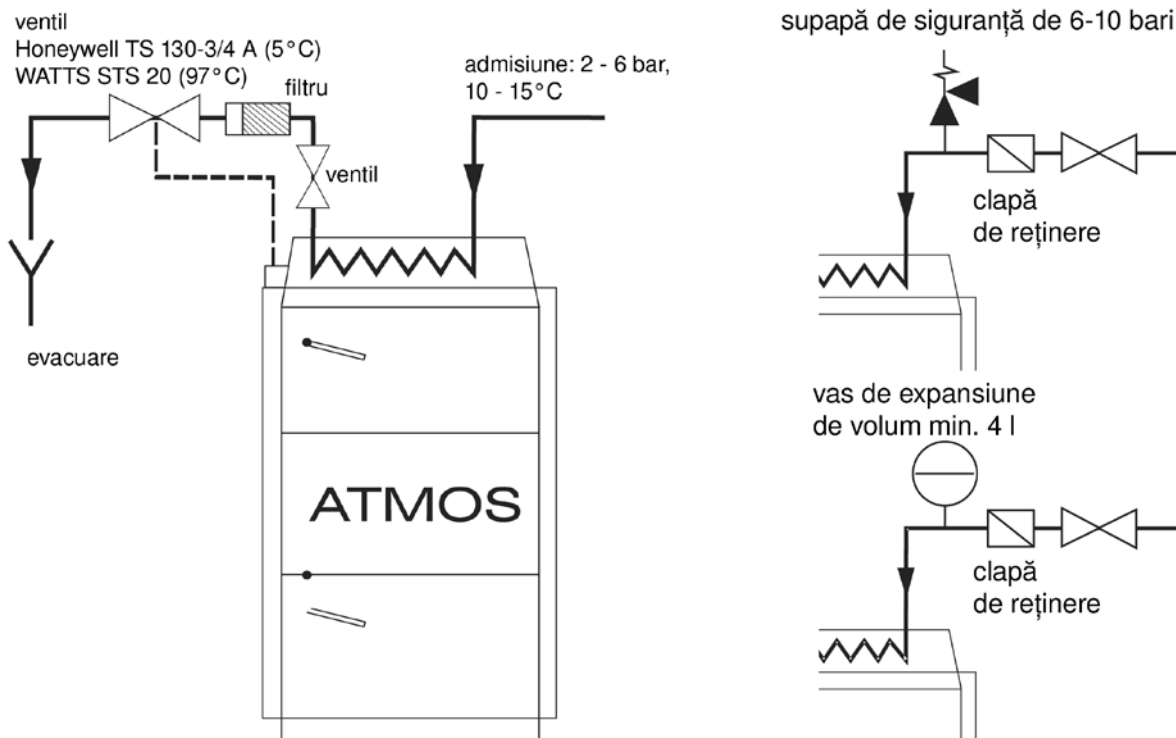 ventil
Honeywell TS 130-3/4 A (5°C)
WATTS STS 20 (97°C)
filtru
admisiune: 2 - 6 bar,
10 - 15°C
ventil
evacuare
ATMOS
supapă de siguranță de 6-10 bari
clapă
de reținere
vas de expansiune
de volum min. 4 l
clapă
de reținere